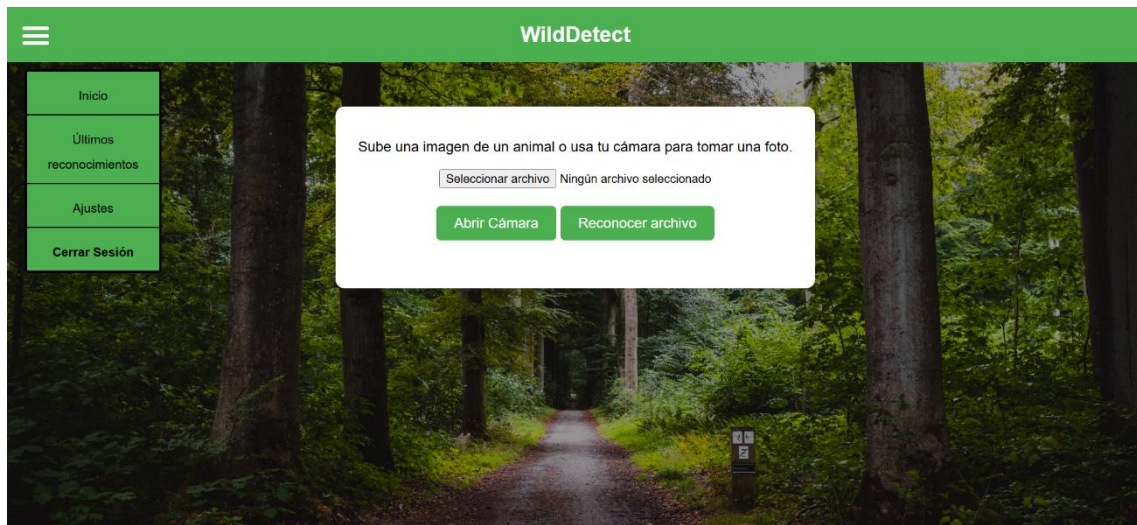 WildDetect
Inicio
Últimos
reconocimientos
Ajustes
Cerrar Sesión
Sube una imagen de un animal o usa tu cámara para tomar una foto.
Seleccionar archivo Ningún archivo seleccionado
Abrir Cámara Reconocer archivo